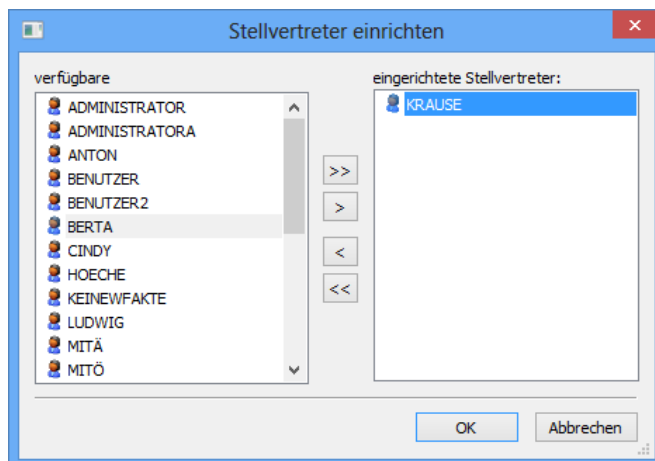 Stellvertreter einrichten
verfügbare
ADMINISTRATOR
ADMINISTRATORA
ANTON
BENUTZER
BENUTZER2
BERTA
CINDY
HOECHE
KEINEWFAKTE
LUDWIG
MITÄ
MITÖ
>>
>
<
<<
eingerichtete Stellvertreter:
KRAUSE
OK
Abbrechen